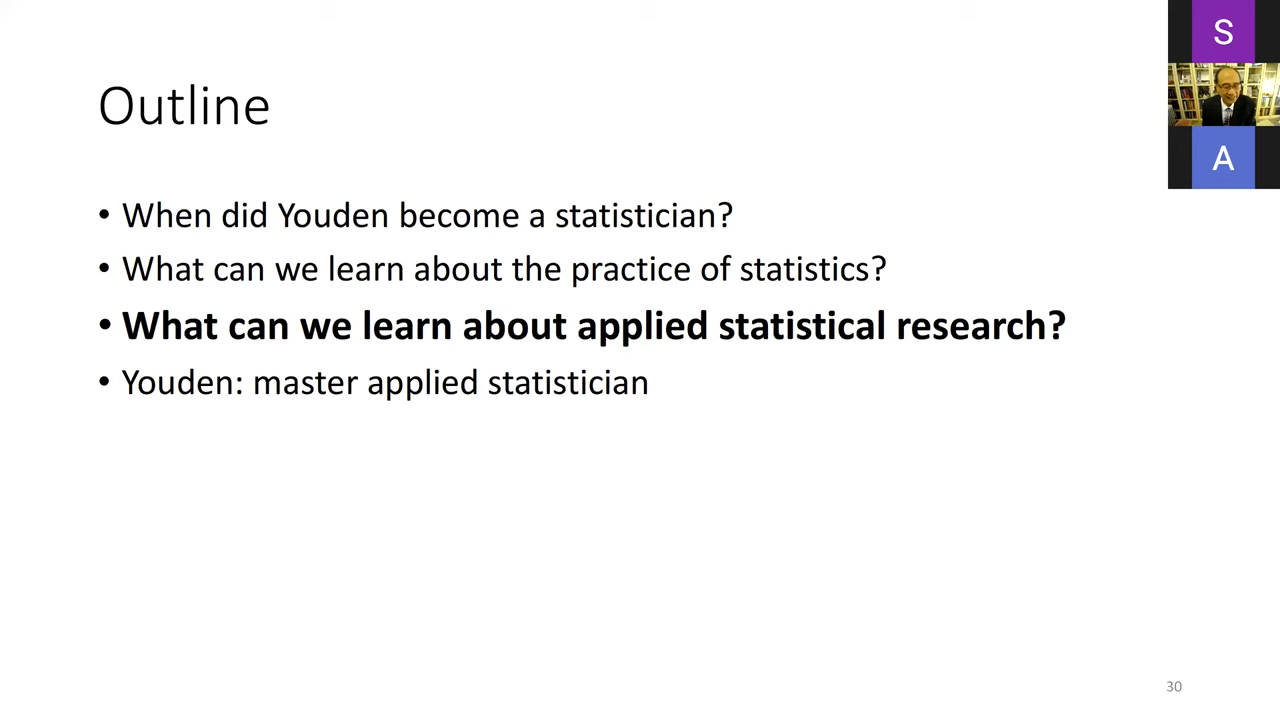 Outline
• When did Youden become a statistician?
• What can we learn about the practice of statistics?
• What can we learn about applied statistical research?
• Youden: master applied statistician
S
A
30